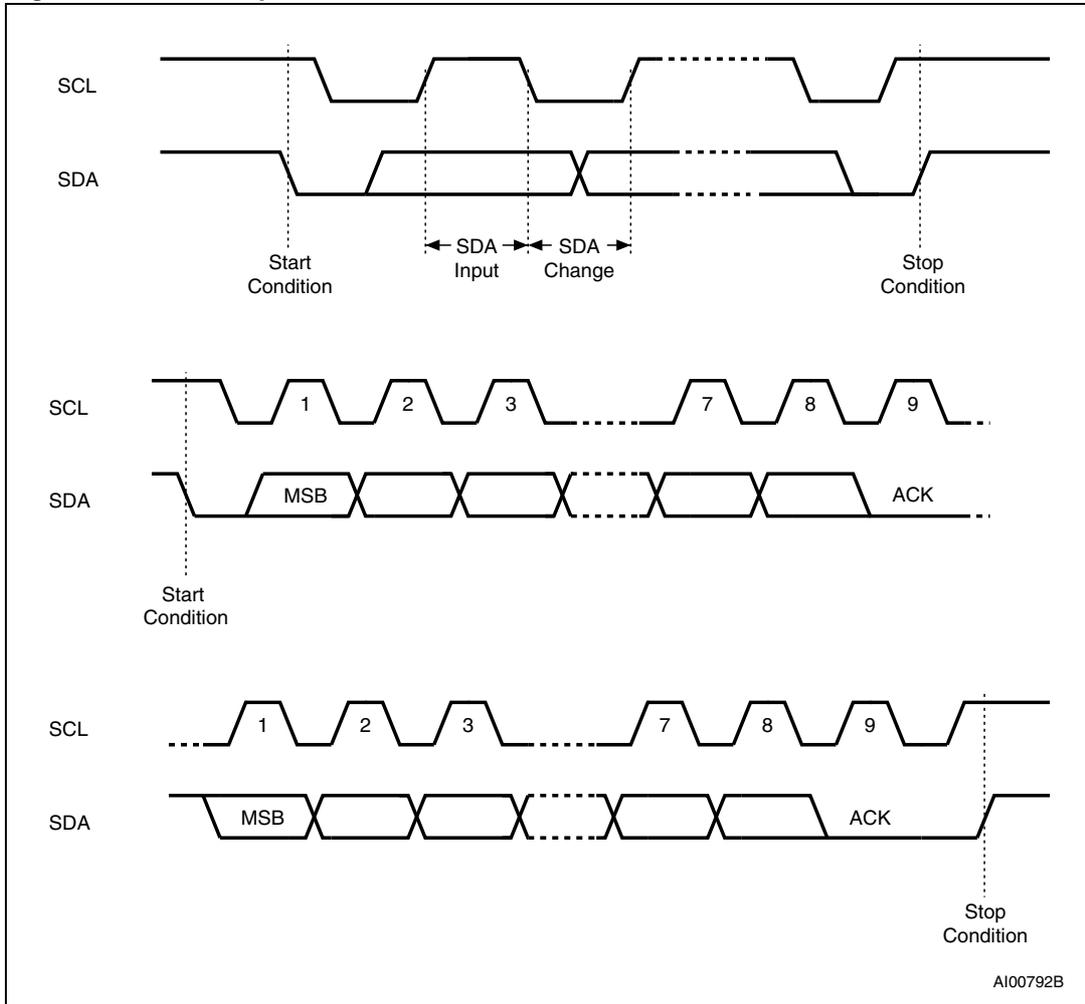 SCL
SDA
SDA
Input
SDA
Change
Start
Condition
Stop
Condition
SCL
1 2 3 7 8 9
SDA
MSB ACK
Start
Condition
SCL
1 2 3 7 8 9
SDA
MSB ACK
Stop
Condition
AI00792B